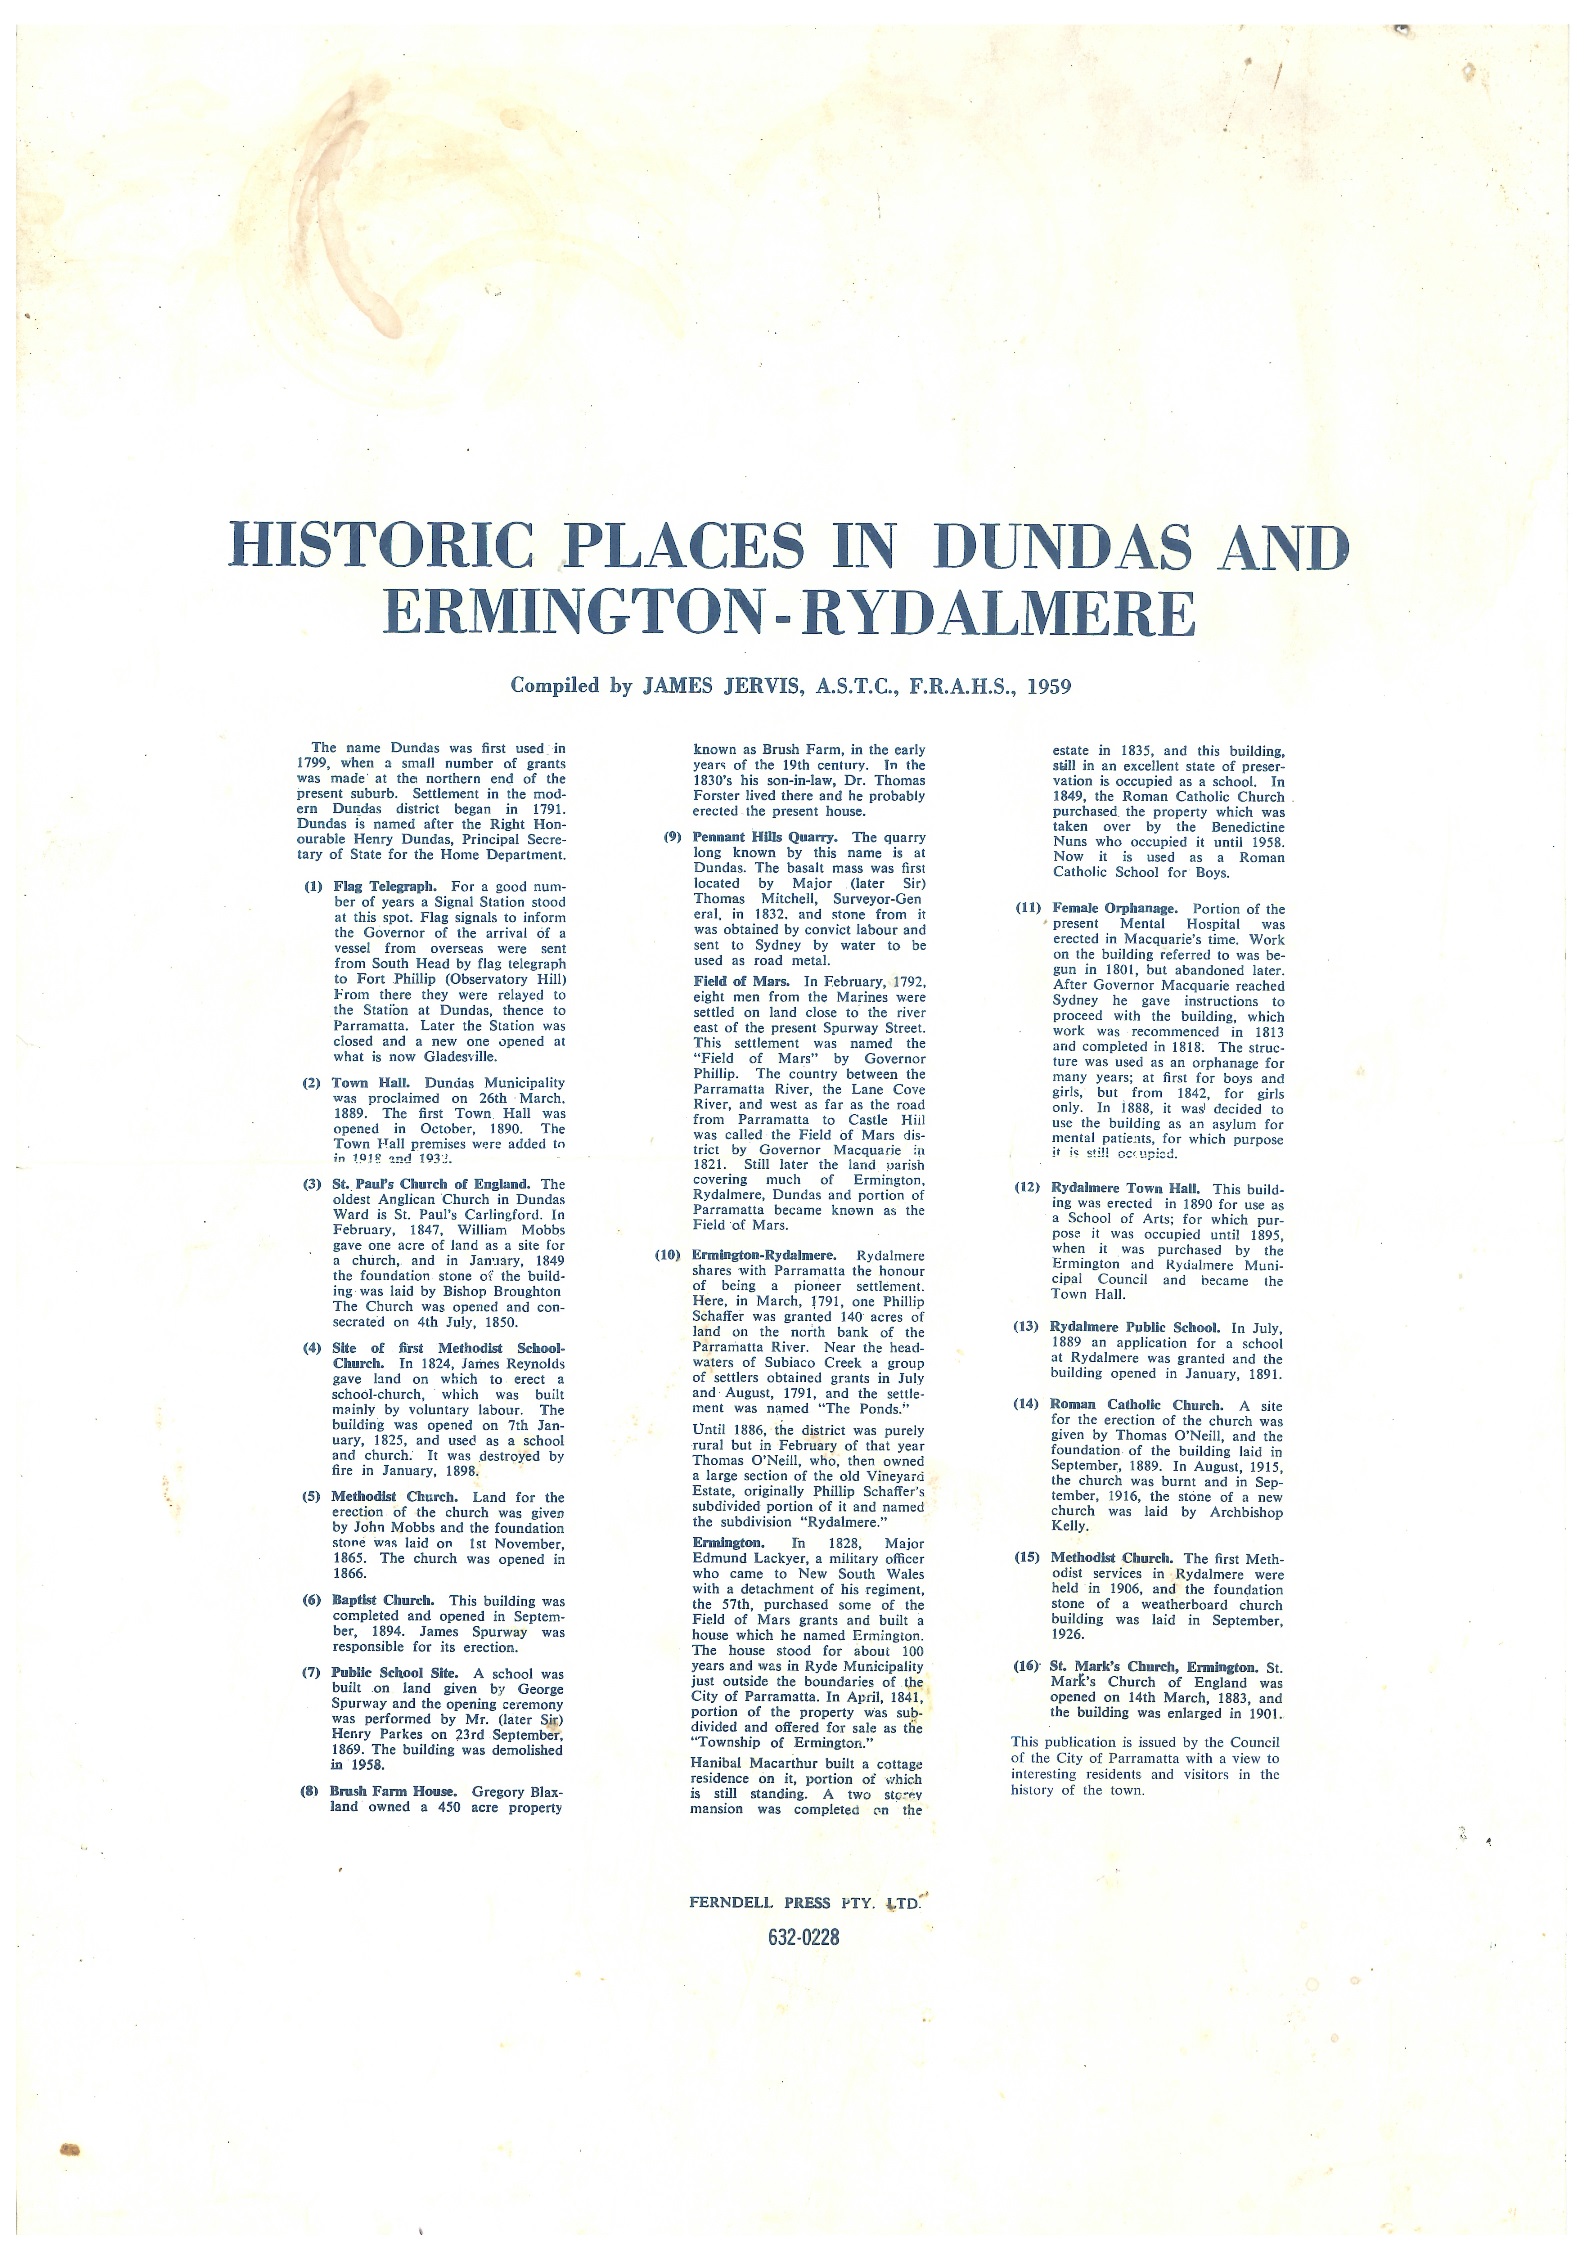 HISTORIC PLACES IN DUNDAS AND
ERMINGTON-RYDALMERE
Compiled by JAMES JERVIS, A.S.T.C., F.R.A.H.S., 1959
The name Dundas was first used in
1799, when a small number of grants
was made at the northern end of the
present suburb. Settlement in the mod-
ern Dundas district began in 1791.
Dundas is named after the Right Hon-
ourable Henry Dundas, Principal Secre-
tary of State for the Home Department.
(1) Flag Telegraph. For a good num-
ber of years a Signal Station stood
at this spot. Flag signals to inform
the Governor of the arrival of a
vessel from overseas were sent
from South Head by flag telegraph
to Fort Phillip (Observatory Hill)
From there they were relayed to
the Station at Dundas, thence to
Parramatta. Later the Station was
closed and a new one opened at
what is now Gladesville.
(2) Town Hall. Dundas Municipality
was proclaimed on 26th March,
1889. The first Town Hall was
opened in October, 1890. The
Town Hall premises were added to
in 1918 and
(3) St. Paul's Church of England. The
oldest Anglican Church in Dundas
Ward is St. Paul's Carlingford. In
February, 1847, William Mobbs
gave one acre of land as a site for
a church, and in January, 1849
the foundation stone of the build-
ing was laid by Bishop Broughton
The Church was opened and con-
secrated on 4th July, 1850.
(4) Site of first Methodist School-
Church. In 1824, James Reynolds
gave land on which to erect a
school-church, which was built
mainly by voluntary labour. The
building was opened on 7th Jan-
uary, 1825, and used as a school
and church. It was destroyed by
fire in January, 1898.
(5) Methodist Church. Land for the
erection of the church was given
by John Mobbs and the foundation
stone was laid on 1st November,
1865. The church was opened in
1866.
(6) Baptist Church. This building was
completed and opened in Septem-
ber, 1894. James Spurway was
responsible for its erection.
(7) Public School Site. A school was
built on land given by George
Spurway and the opening ceremony
was performed by Mr. (later Sir)
Henry Parkes on 23rd September,
1869. The building was demolished
in 1958.
(8) Brush Farm House. Gregory Blax-
land owned a 450 acre property
known as Brush Farm, in the early
years of the 19th century. In the
1830's his son-in-law, Dr. Thomas
Forster lived there and he probably
erected the present house.
(9) Pennant Hills Quarry. The quarry
long known by this name is at
Dundas. The basalt mass was first
located by Major (later Sir)
Thomas Mitchell, Surveyor-Gen
eral, in 1832. and stone from it
was obtained by convict labour and
sent to Sydney by water to be
used as road metal.
Field of Mars. In February, 1792,
eight men from the Marines were
settled on land close to the river
east of the present Spurway Street.
This settlement was named the
"Field of Mars" by Governor
Phillip. The country between the
Parramatta River, the Lane Cove
River, and west as far as the road
from Parramatta to Castle Hill
was called the Field of Mars dis-
trict by Governor Macquarie in
1821. Still later the land parish
covering much of Ermington,
Rydalmere, Dundas and portion of
Parramatta became known as the
Field of Mars.
(10) Ermington-Rydalmere. Rydalmere
shares with Parramatta the honour
of being a pioneer settlement.
Here, in March, 1791, one Phillip
Schaffer was granted 140 acres of
land on the north bank of the
Parramatta River. Near the head-
waters of Subiaco Creek a group
of settlers obtained grants in July
and August, 1791, and the settle-
ment was named "The Ponds."
Until 1886, the district was purely
rural but in February of that year
Thomas O'Neill, who, then owned
a large section of the old Vineyard
Estate, originally Phillip Schaffer's
subdivided portion of it and named
the subdivision "Rydalmere."
Ermington. In 1828, Major
Edmund Lackyer, a military officer
who came to New South Wales
with a detachment of his regiment,
the 57th, purchased some of the
Field of Mars grants and built a
house which he named Ermington.
The house stood for about 100
years and was in Ryde Municipality
just outside the boundaries of the
City of Parramatta. In April, 1841,
portion of the property was sub-
divided and offered for sale as the
"Township of Ermington."
Hanibal Macarthur built a cottage
residence on it, portion of which
is still standing. A two storey
mansion was completed on the
estate in 1835, and this building,
still in an excellent state of preser-
vation is occupied as a school. In
1849, the Roman Catholic Church
purchased the property which was
taken over by the Benedictine
Nuns who occupied it until 1958.
Now it is used as a Roman
Catholic School for Boys.
(11) Female Orphanage. Portion of the
present Mental Hospital was
erected in Macquarie's time. Work
on the building referred to was be-
gun in 1801, but abandoned later.
After Governor Macquarie reached
Sydney he gave instructions to
proceed with the building, which
work was recommenced in 1813
and completed in 1818. The struc-
ture was used as an orphanage for
many years; at first for boys and
girls, but from 1842, for girls
only. In 1888, it was decided to
use the building as an asylum for
mental patients, for which purpose
it is still occupied.
(12) Rydalmere Town Hall. This build-
ing was erected in 1890 for use as
a School of Arts; for which pur-
pose it was occupied until 1895,
when it was purchased by the
Ermington and Rydalmere Muni-
cipal Council and became the
Town Hall.
(13) Rydalmere Public School. In July,
1889 an application for a school
at Rydalmere was granted and the
building opened in January, 1891.
(14) Roman Catholic Church. A site
for the erection of the church was
given by Thomas O'Neill, and the
foundation of the building laid in
September, 1889. In August, 1915,
the church was burnt and in Sep-
tember, 1916, the stone of a new
church was laid by Archbishop
Kelly.
(15) Methodist Church. The first Meth-
odist services in Rydalmere were
held in 1906, and the foundation
stone of a weatherboard church
building was laid in September,
1926.
(16) St. Mark's Church, Ermington. St.
Mark's Church of England was
opened on 14th March, 1883, and
the building was enlarged in 1901.
This publication is issued by the Council
of the City of Parramatta with a view to
interesting residents and visitors in the
history of the town.
FERNDELL PRESS PTY. LTD.
632-0228